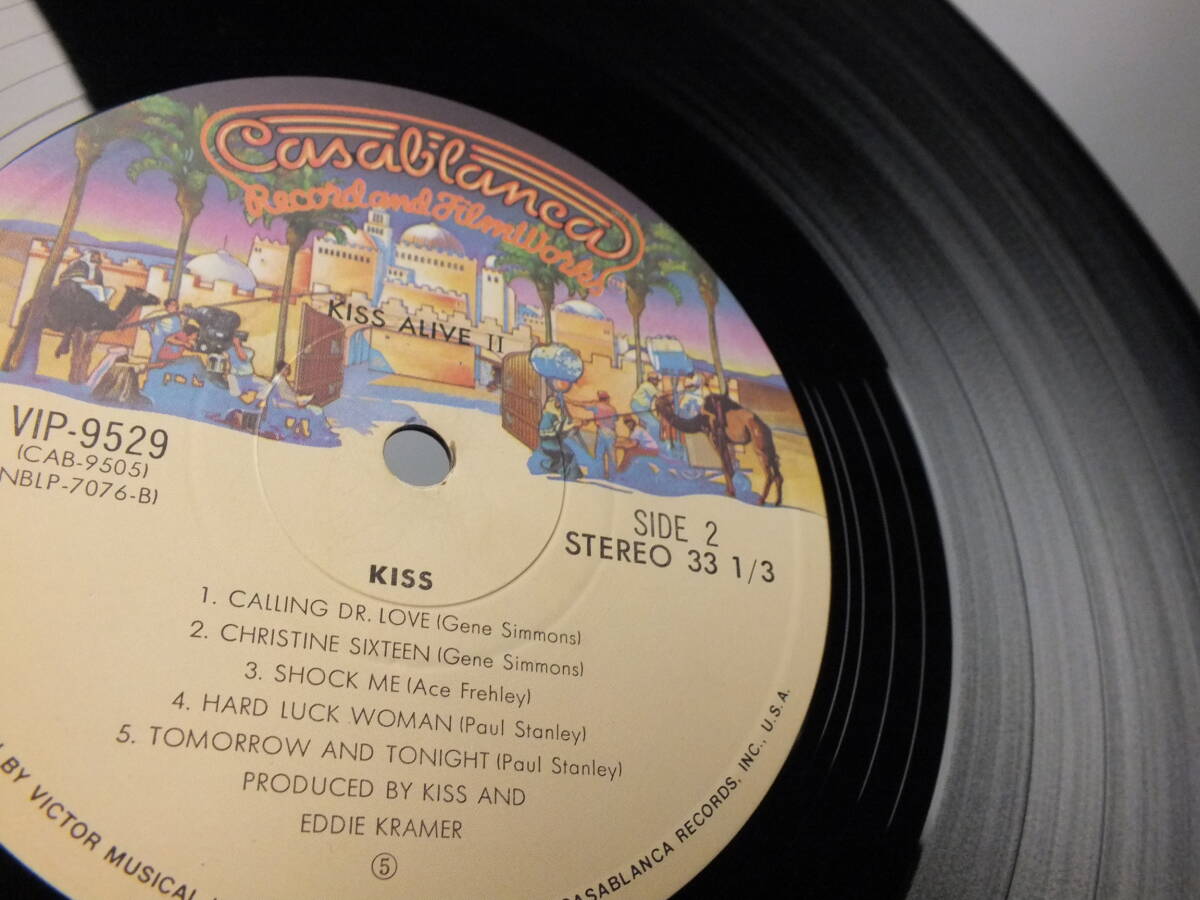 Casablanca
Record and FilmWorks
KISS ALIVE II
VIP-9529
(CAB-9505)
NBLP-7076-B)
SIDE 2
STEREO 33 1/3
KISS
1. CALLING DR. LOVE (Gene Simmons)
2. CHRISTINE SIXTEEN (Gene Simmons)
3. SHOCK ME (Ace Frehley)
4. HARD LUCK WOMAN (Paul Stanley)
5. TOMORROW AND TONIGHT (Paul Stanley)
PRODUCED BY KISS AND
EDDIE KRAMER
⑤
BY VICTOR MUSICAL
CASABLANCA RECORDS, INC., U.S.A.